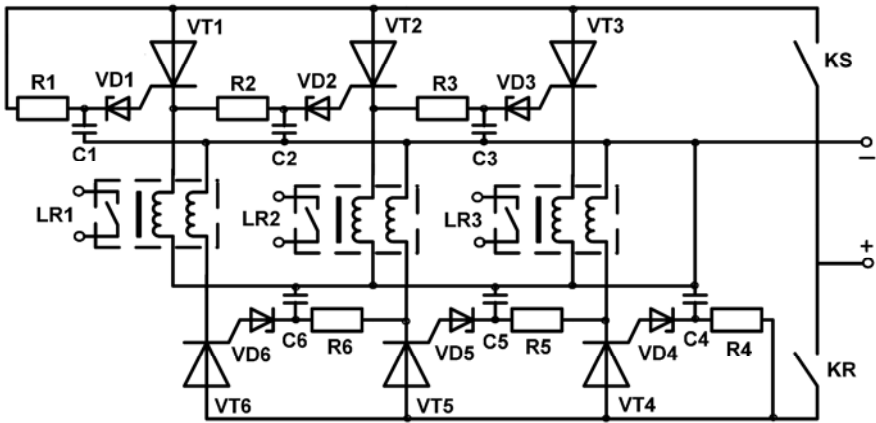 VT1 VT2 VT3
R1 VD1 R2 VD2 R3 VD3 KS
C1 C2 C3
−
LR1 LR2 LR3
+
VD6 C6 R6 VD5 C5 R5 VD4 C4 R4 KR
VT6 VT5 VT4